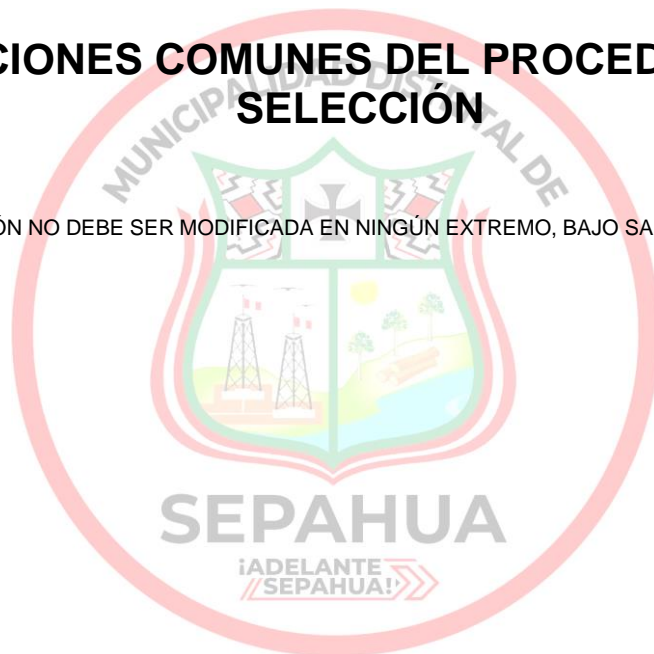 CIONES COMUNES DEL PROCED
SELECCIÓN
MUNICIPALIDAD DISTRITAL DE
ÓN NO DEBE SER MODIFICADA EN NINGÚN EXTREMO, BAJO SA
SEPAHUA
¡ADELANTE
SEPAHUA!